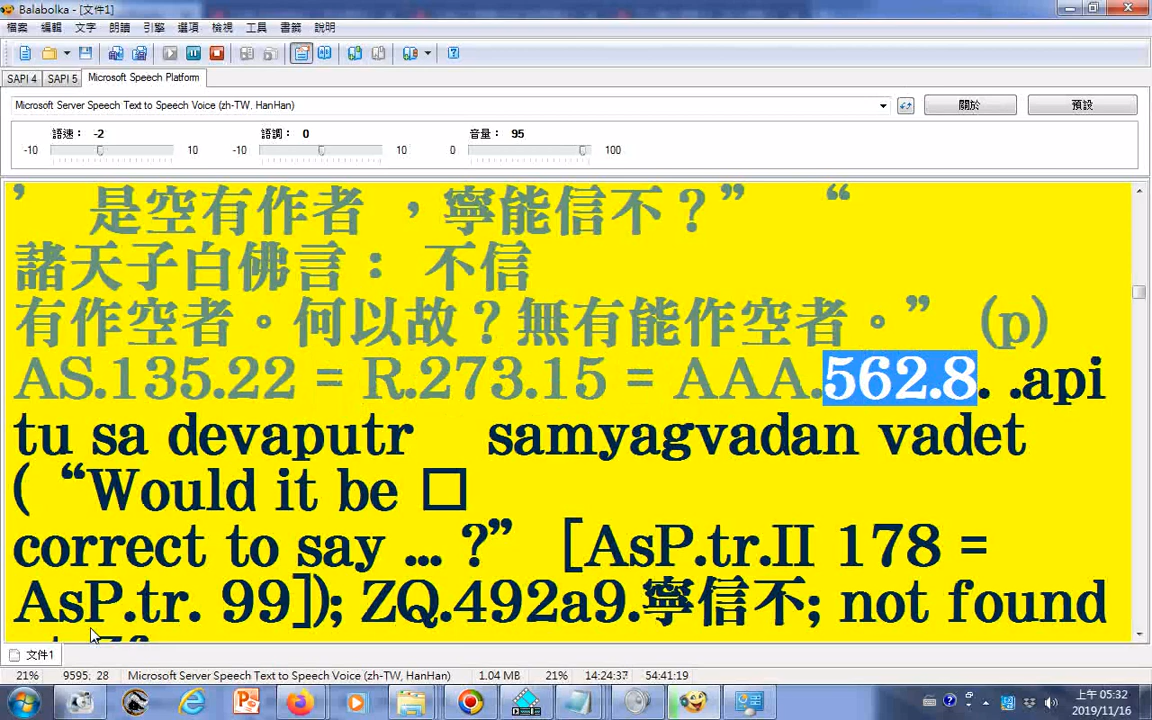 Balabolka - [文件1]
檔案 編輯 文字 朗讀 引擎 選項 檢視 工具 書籤 說明
SAPI 4 SAPI 5 Microsoft Speech Platform
Microsoft Server Speech Text to Speech Voice (zh-TW, HanHan) 關於 預設
語速： -2 語調： 0 音量： 95
-10 10 -10 10 0 100
’ 是空有作者 ，寧能信不？” “
諸天子白佛言： 不信
有作空者。何以故？無有能作空者。” (p)
AS.135.22 = R.273.15 = AAA.562.8. .api
tu sa devaputr samyagvadan vadet
(“Would it be □
correct to say ... ?” [AsP.tr.II 178 =
AsP.tr. 99]); ZQ.492a9.寧信不; not found
文件1
21% 9595: 28 Microsoft Server Speech Text to Speech Voice (zh-TW, HanHan) 1.04 MB 21% 14:24:37 54:41:19
上午 05:32
2019/11/16